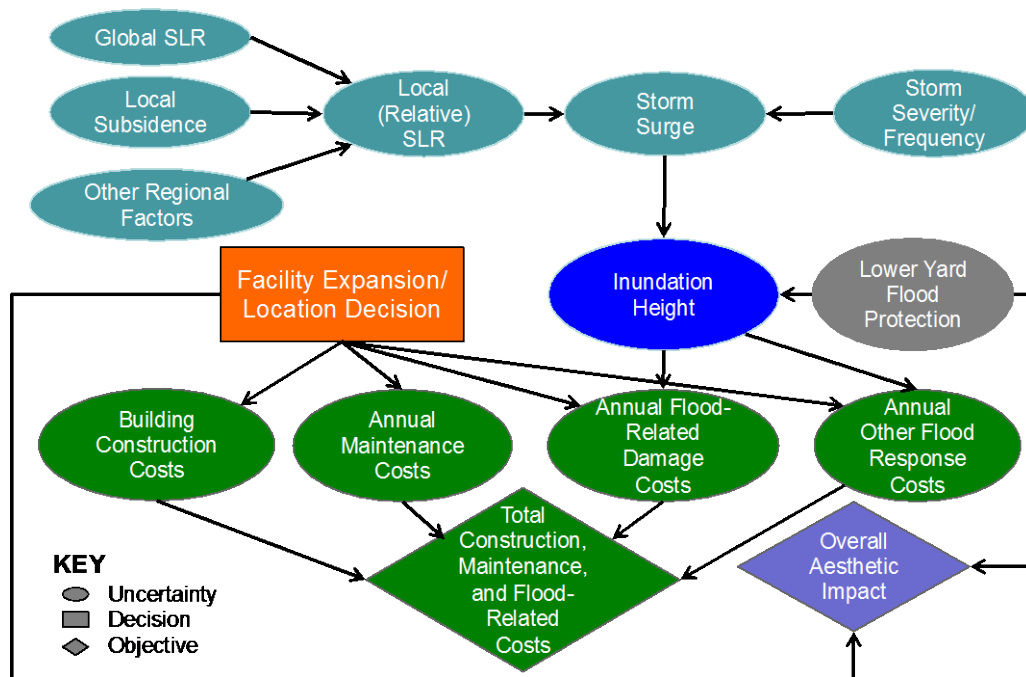 Global SLR
Local
Subsidence
Other Regional
Factors
Local
(Relative)
SLR
Storm
Surge
Storm
Severity/
Frequency
Facility Expansion/
Location Decision
Inundation
Height
Lower Yard
Flood
Protection
Building
Construction
Costs
Annual
Maintenance
Costs
Annual Flood-
Related
Damage
Costs
Annual
Other Flood
Response
Costs
Total
Construction,
Maintenance,
and Flood-
Related
Costs
Overall
Aesthetic
Impact
KEY
Uncertainty
Decision
Objective